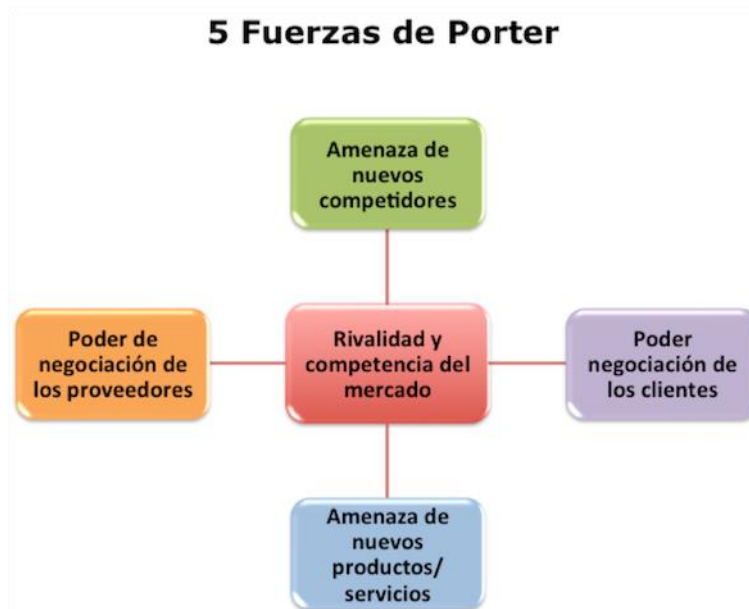 5 Fuerzas de Porter
Amenaza de
nuevos
competidores
Poder de
negociación de
los proveedores
Rivalidad y
competencia del
mercado
Poder
negociación de
los clientes
Amenaza de
nuevos
productos/
servicios